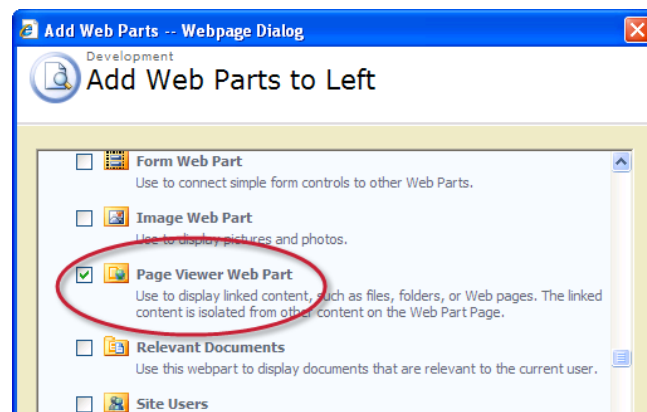 Add Web Parts -- Webpage Dialog
Development
Add Web Parts to Left
Form Web Part
Use to connect simple form controls to other Web Parts.
Image Web Part
Use to display pictures and photos.
Page Viewer Web Part
Use to display linked content, such as files, folders, or Web pages. The linked
content is isolated from other content on the Web Part Page.
Relevant Documents
Use this webpart to display documents that are relevant to the current user.
Site Users